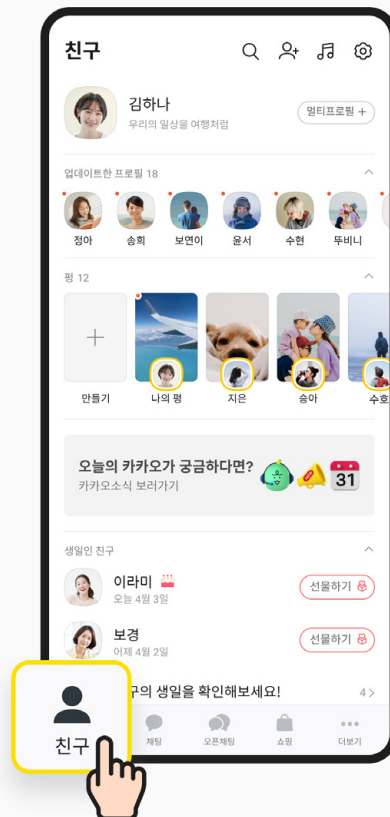 친구
김하나
우리의 일상을 여행처럼
멀티프로필 +
업데이트한 프로필 18
정아 송희 보연이 윤서 수현 뚜비니
펑 12
만들기 나의 펑 지은 승아 수호
오늘의 카카오가 궁금하다면?
카카오소식 보러가기
31
생일인 친구
이라미
오늘 4월 3일
선물하기
보경
어제 4월 2일
선물하기
구의 생일을 확인해보세요!
4
친구 채팅 오픈채팅 쇼핑 더보기